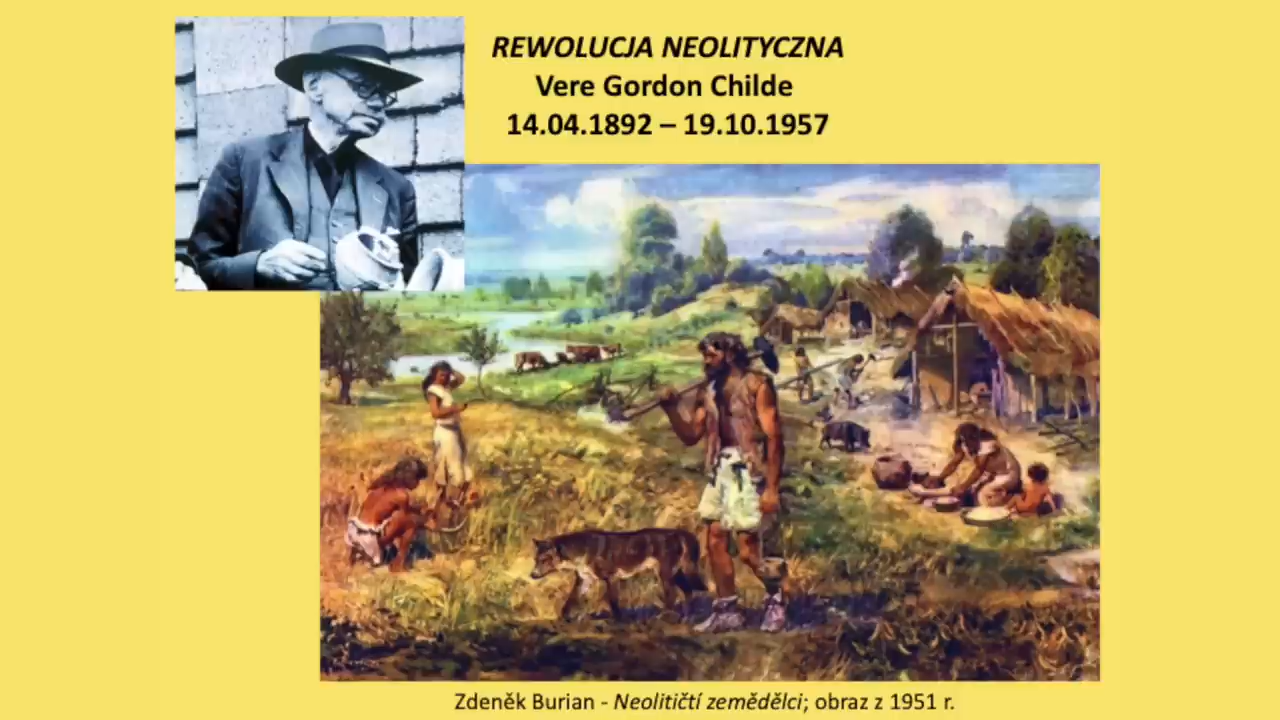 REWOLUCJA NEOLITYCZNA
Vere Gordon Childe
14.04.1892 – 19.10.1957
Zdeněk Burian - Neolitičtí zemědělci; obraz z 1951 r.